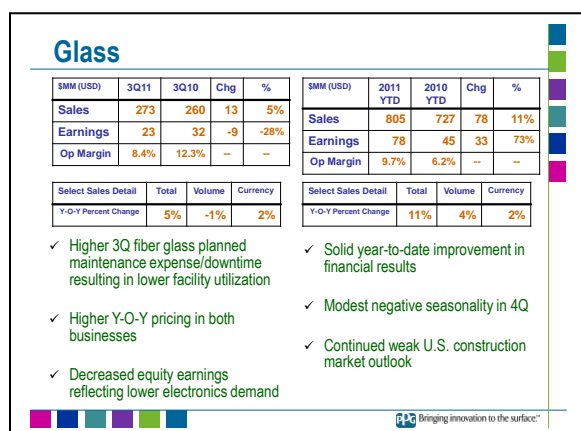 Glass
$MM (USD) 3Q11 3Q10 Chg %
Sales 273 260 13 5%
Earnings 23 32 -9 -28%
Op Margin 8.4% 12.3% -- --
Select Sales Detail Total Volume Currency
Y-O-Y Percent Change 5% -1% 2%
✓ Higher 3Q fiber glass planned
maintenance expense/downtime
resulting in lower facility utilization
✓ Higher Y-O-Y pricing in both
businesses
✓ Decreased equity earnings
reflecting lower electronics demand
$MM (USD) 2011 YTD 2010 YTD Chg %
Sales 805 727 78 11%
Earnings 78 45 33 73%
Op Margin 9.7% 6.2% -- --
Select Sales Detail Total Volume Currency
Y-O-Y Percent Change 11% 4% 2%
✓ Solid year-to-date improvement in
financial results
✓ Modest negative seasonality in 4Q
✓ Continued weak U.S. construction
market outlook
PPG Bringing innovation to the surface.™